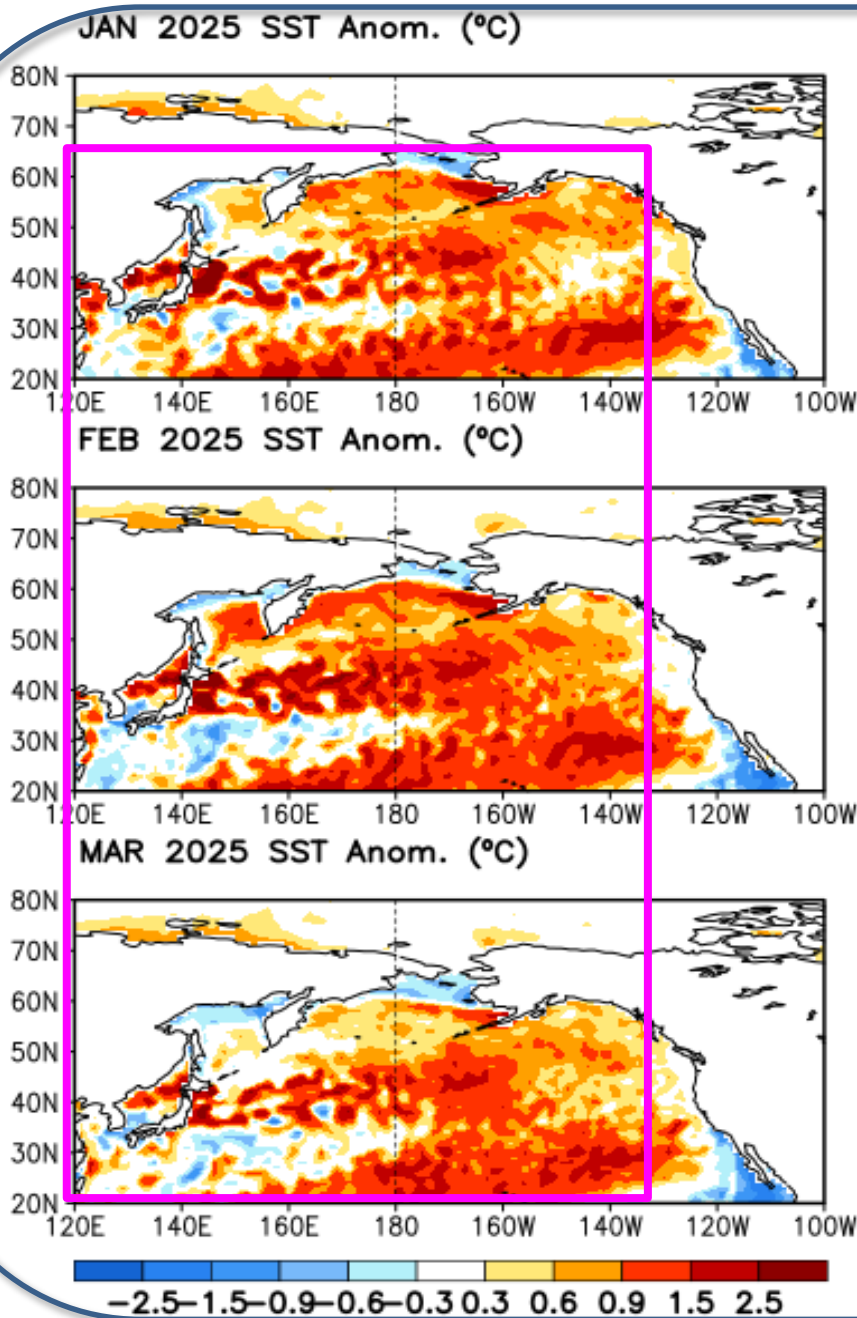 JAN 2025 SST Anom. (°C)
80N
70N
60N
50N
40N
30N
20N
120E 140E 160E 180 160W 140W 120W 100W
FEB 2025 SST Anom. (°C)
80N
70N
60N
50N
40N
30N
20N
120E 140E 160E 180 160W 140W 120W 100W
MAR 2025 SST Anom. (°C)
80N
70N
60N
50N
40N
30N
20N
120E 140E 160E 180 160W 140W 120W 100W
-2.5 -1.5 -0.9 -0.6 -0.3 0.3 0.6 0.9 1.5 2.5